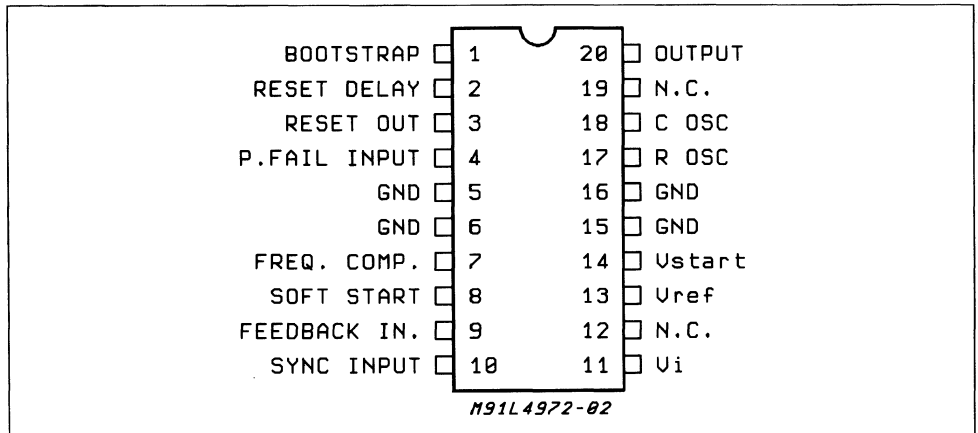 BOOTSTRAP 1 20 OUTPUT
RESET DELAY 2 19 N.C.
RESET OUT 3 18 C OSC
P.FAIL INPUT 4 17 R OSC
GND 5 16 GND
GND 6 15 GND
FREQ. COMP. 7 14 Vstart
SOFT START 8 13 Vref
FEEDBACK IN. 9 12 N.C.
SYNC INPUT 10 11 Vi
M91L4972-02